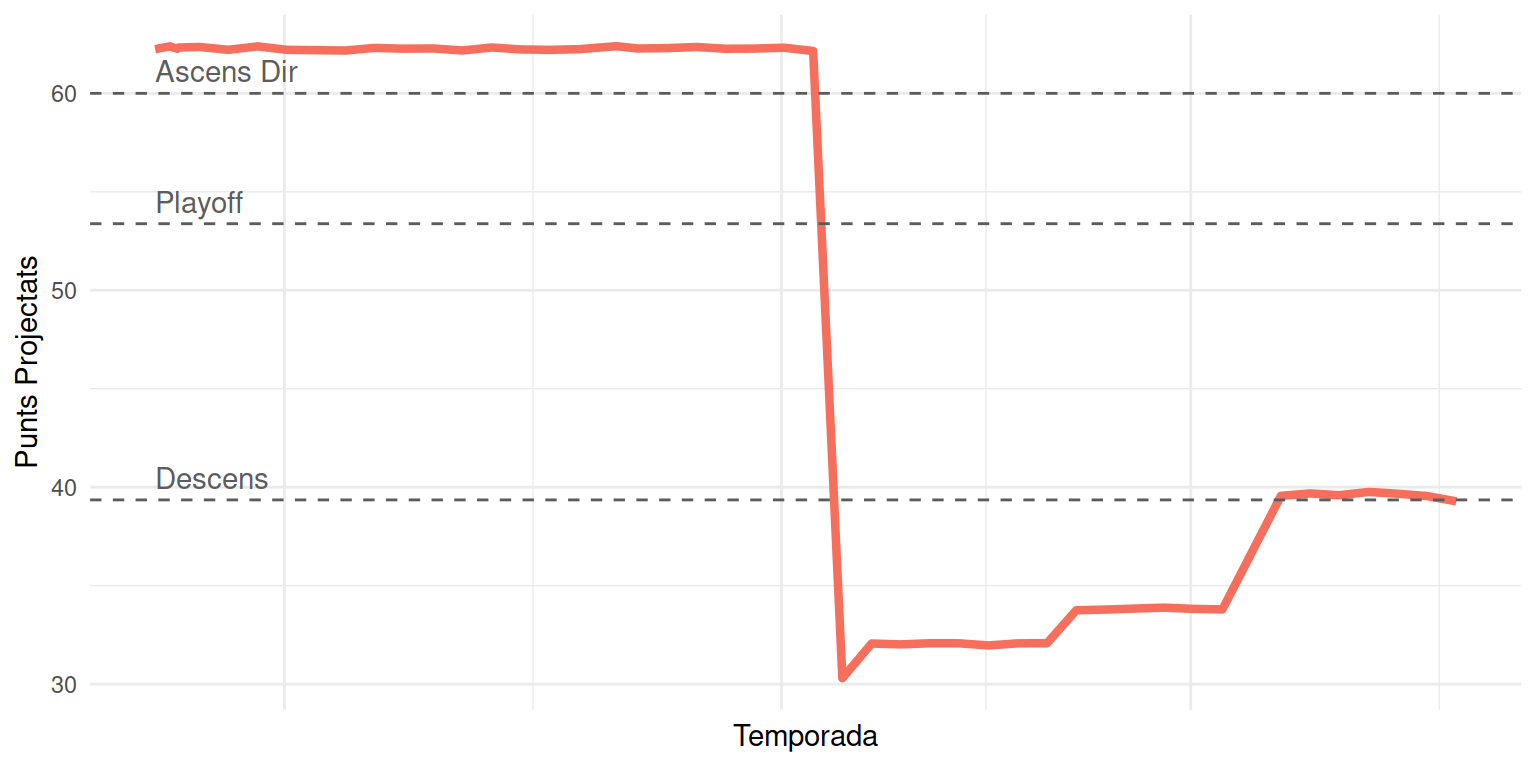 Ascens Dir
60
Playoff
50
Descens
40
30
Punts Projectats
Temporada